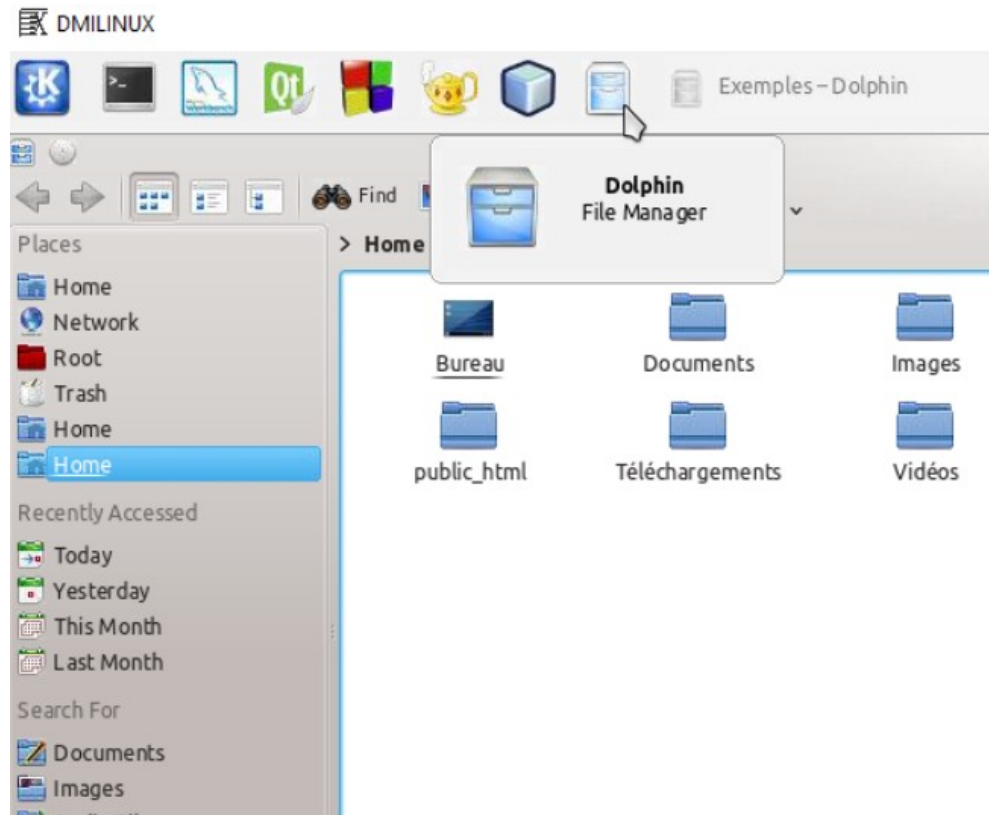 DMILINUX
>_
Qt
Exemples – Dolphin
Find
Dolphin
File Manager
Places
> Home
Home
Network
Root
Trash
Home
Home
Recently Accessed
Today
Yesterday
This Month
Last Month
Search For
Documents
Images
Bureau
Documents
Images
public_html
Téléchargements
Vidéos